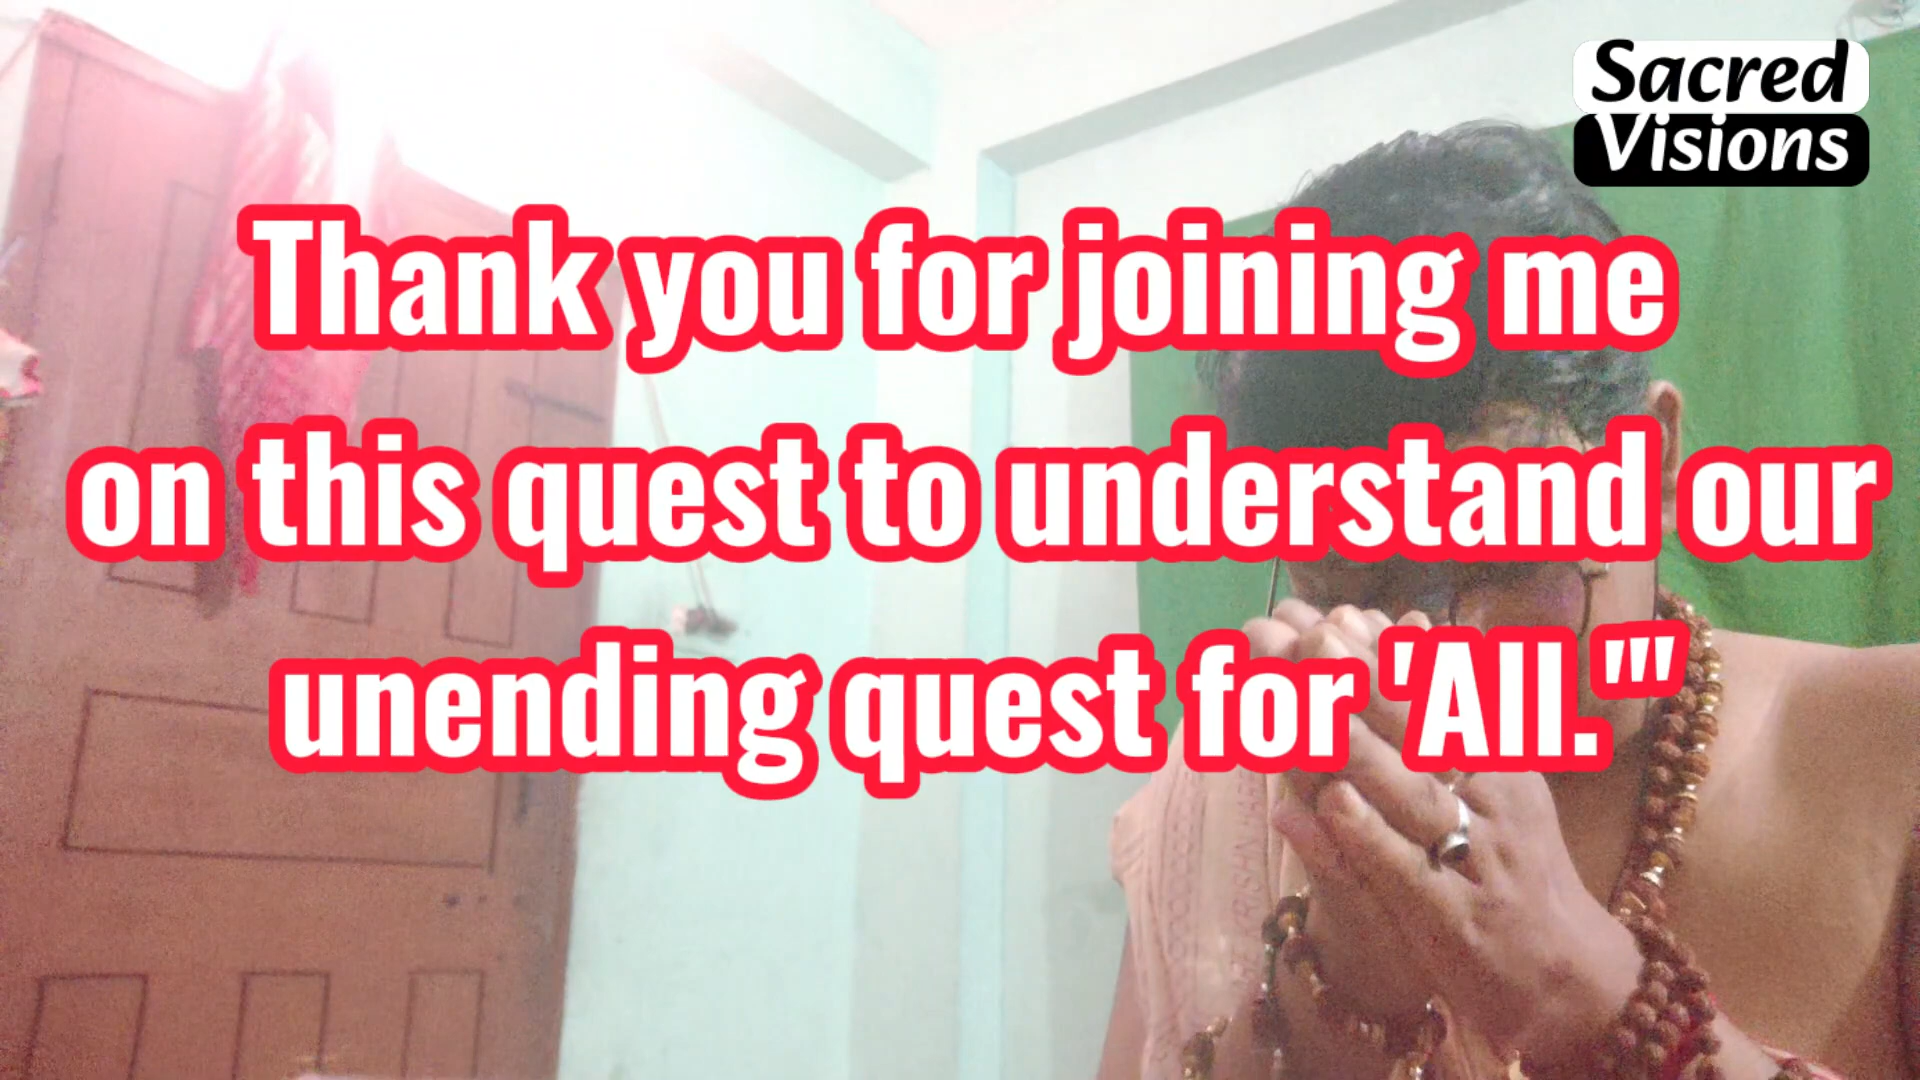 Sacred
Visions
Thank you for joining me
on this quest to understand our
unending quest for 'All.'"